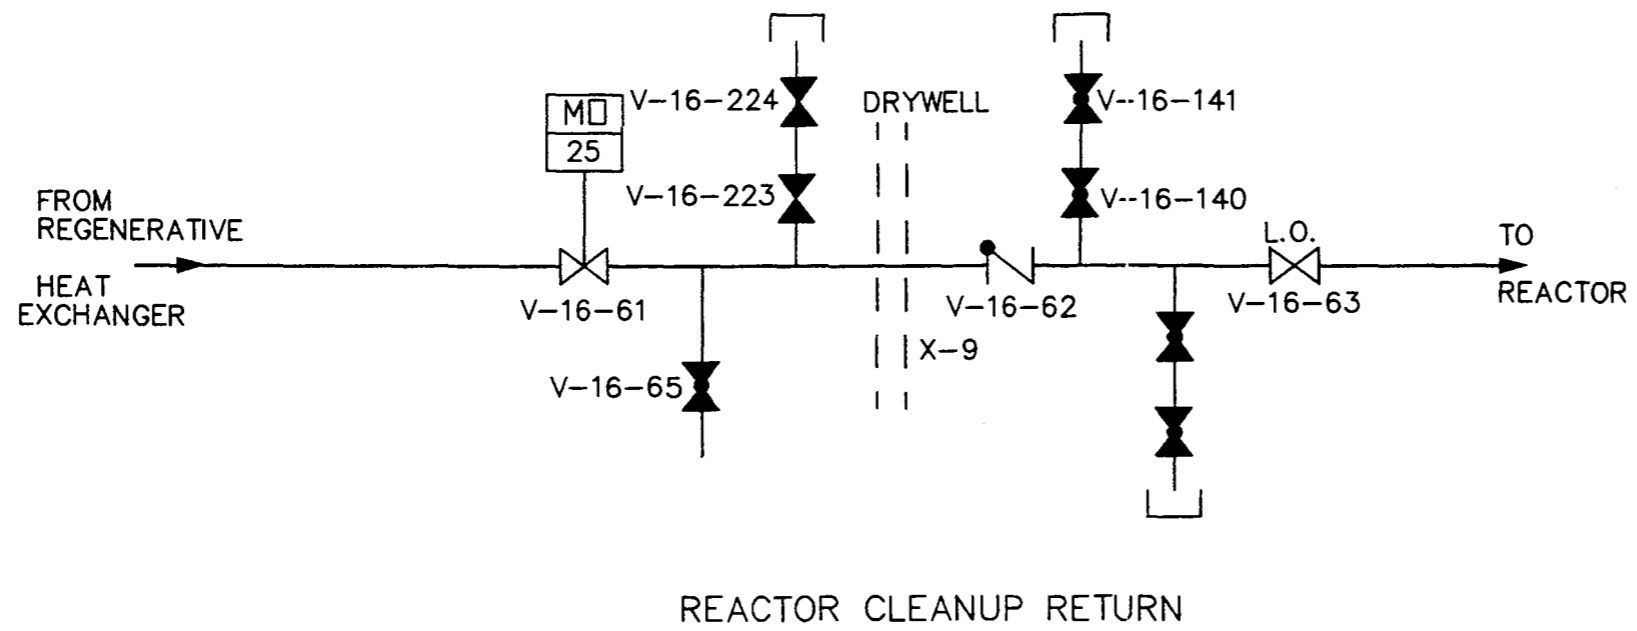 V-16-224
DRYWELL
V--16-141
MO
25
V-16-223
V--16-140
FROM
REGENERATIVE
HEAT
EXCHANGER
L.O.
TO
REACTOR
V-16-61
V-16-62
V-16-63
X-9
V-16-65
REACTOR CLEANUP RETURN